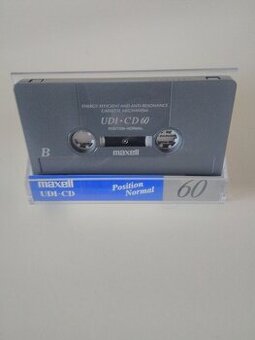 ENERGY EFFICIENT AND ANTI-RESONANCE
CASSETTE MECHANISM
UDI•CD 60
POSITION•NORMAL
maxell
B
maxell
UDI•CD
Position
Normal
60